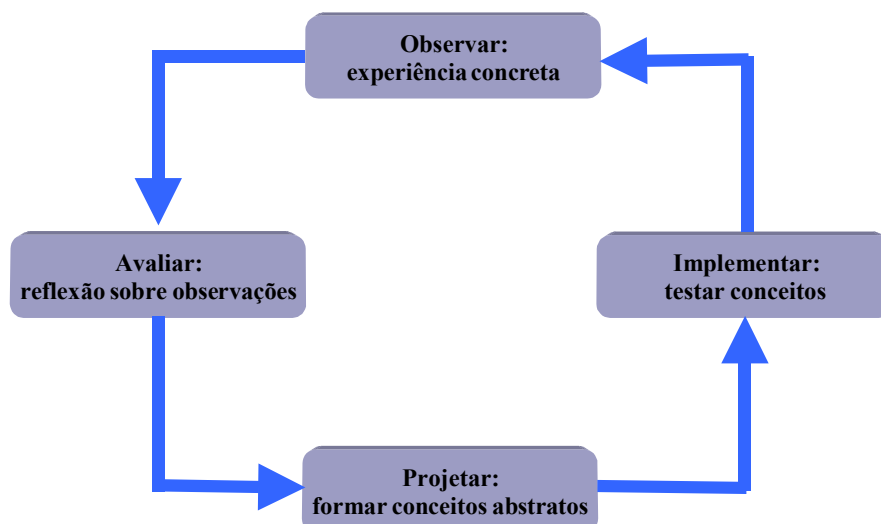 Observar:
experiência concreta
Avaliar:
reflexão sobre observações
Implementar:
testar conceitos
Projetar:
formar conceitos abstratos